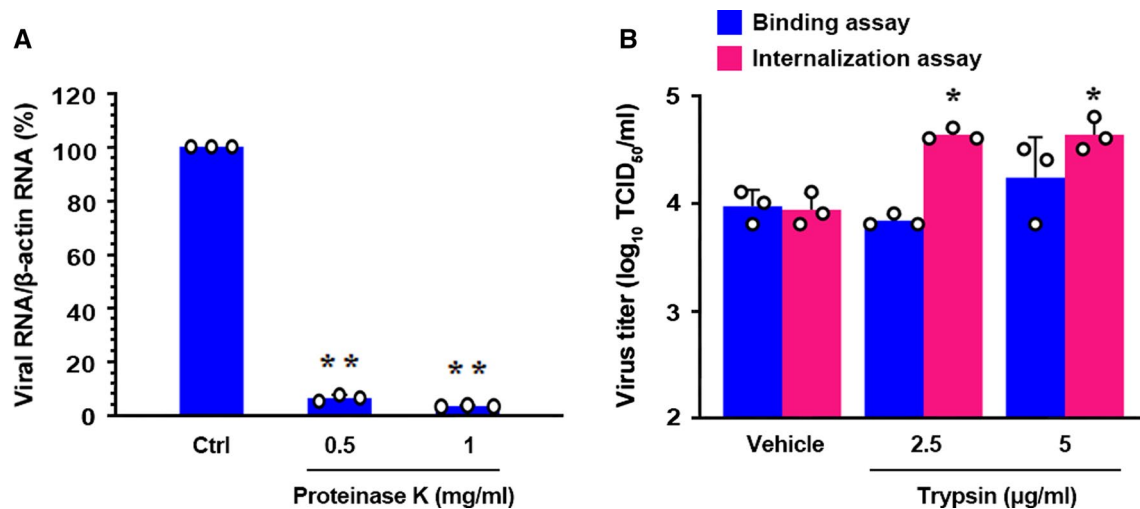 A
Viral RNA/β-actin RNA (%)
120
100
80
60
40
20
0
* *
* *
Ctrl
0.5
1
Proteinase K (mg/ml)
B
Binding assay
Internalization assay
Virus titer (log10 TCID50/ml)
5
4
3
2
*
*
Vehicle
2.5
5
Trypsin (µg/ml)